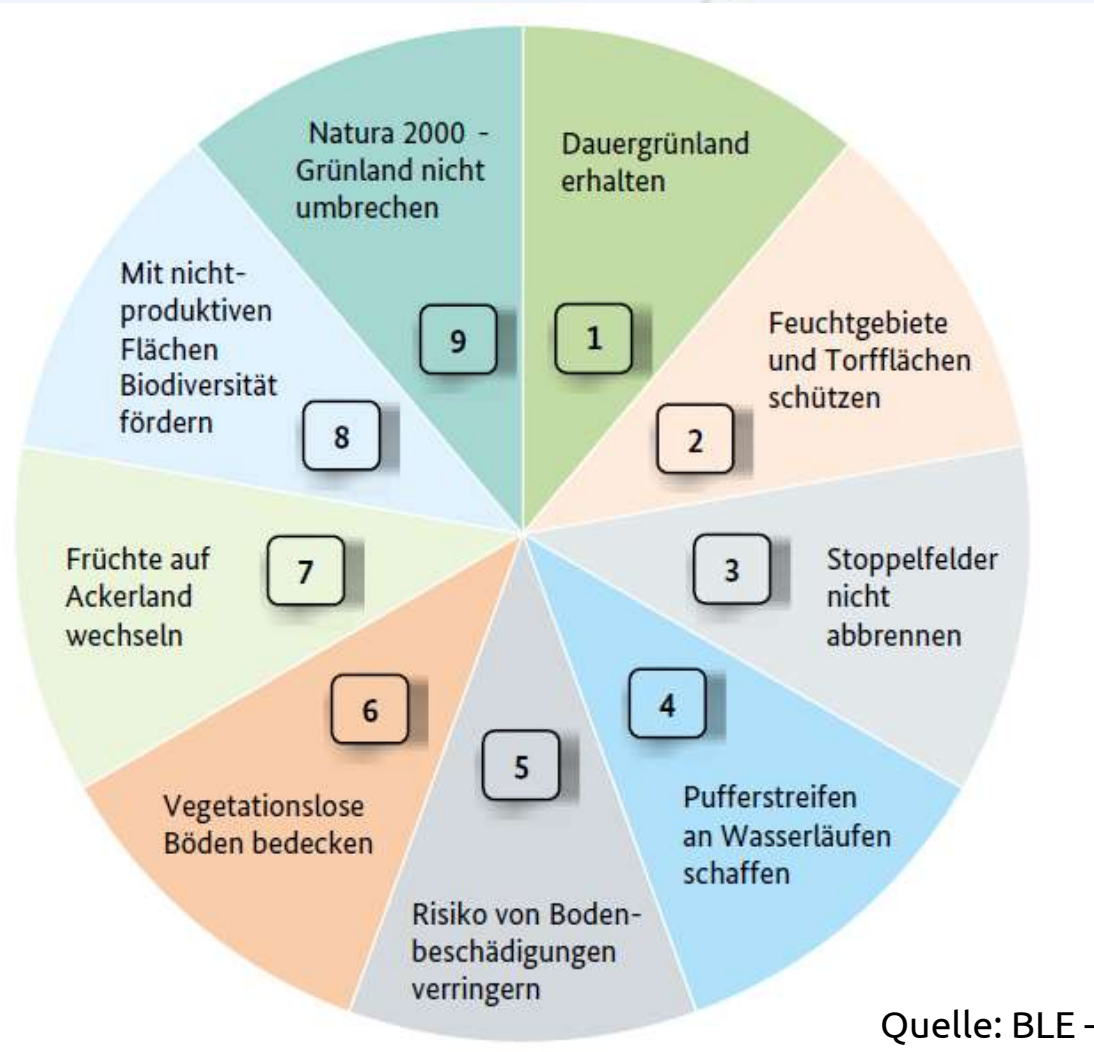 Dauergrünland
erhalten
1
Feuchtgebiete
und Torfflächen
schützen
2
Stoppelfelder
nicht
abbrennen
3
Pufferstreifen
an Wasserläufen
schaffen
4
Risiko von Boden-
beschädigungen
verringern
5
Vegetationslose
Böden bedecken
6
Früchte auf
Ackerland
wechseln
7
Mit nicht-
produktiven
Flächen
Biodiversität
fördern
8
Natura 2000 -
Grünland nicht
umbrechen
9
Quelle: BLE -